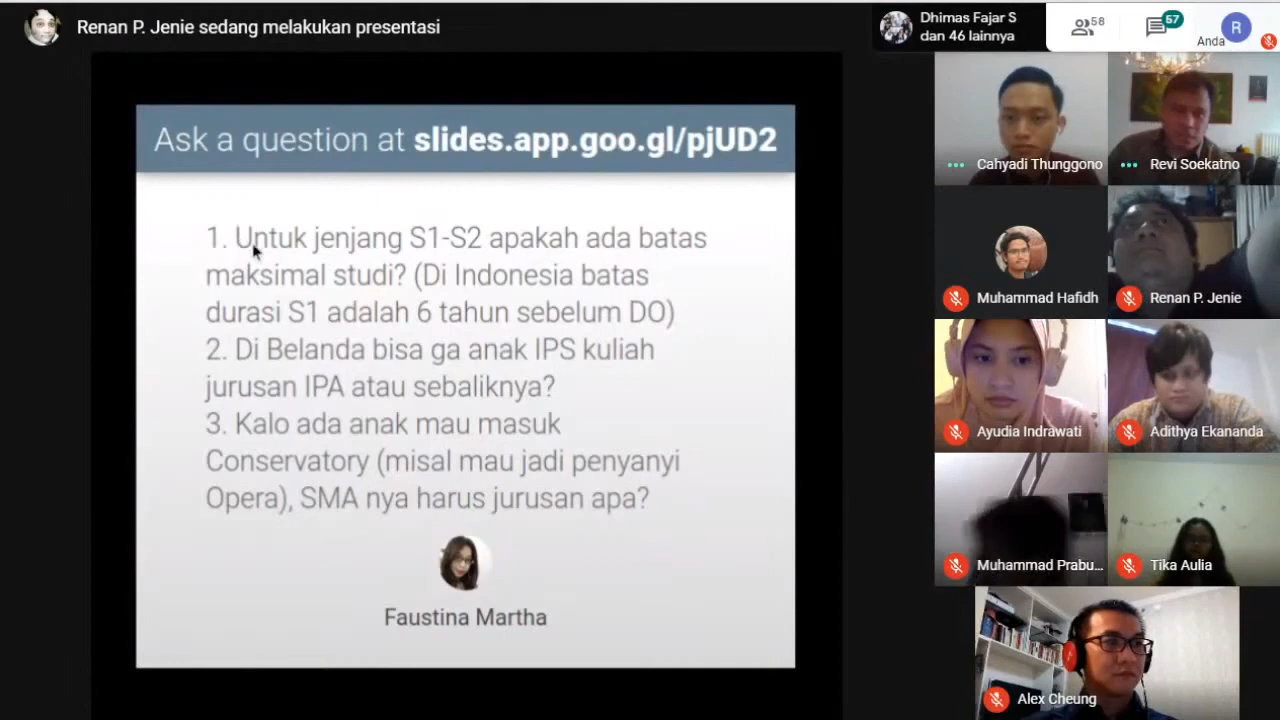 Renan P. Jenie sedang melakukan presentasi
Dhimas Fajar S
dan 46 lainnya
58
57
Anda
R
Ask a question at slides.app.goo.gl/pjUD2
1. Untuk jenjang S1-S2 apakah ada batas
maksimal studi? (Di Indonesia batas
durasi S1 adalah 6 tahun sebelum DO)
2. Di Belanda bisa ga anak IPS kuliah
jurusan IPA atau sebaliknya?
3. Kalo ada anak mau masuk
Conservatory (misal mau jadi penyanyi
Opera), SMA nya harus jurusan apa?
Faustina Martha
Cahyadi Thunggono
Revi Soekatno
Muhammad Hafidh
Renan P. Jenie
Ayudia Indrawati
Adithya Ekananda
Muhammad Prabu...
Tika Aulia
Alex Cheung